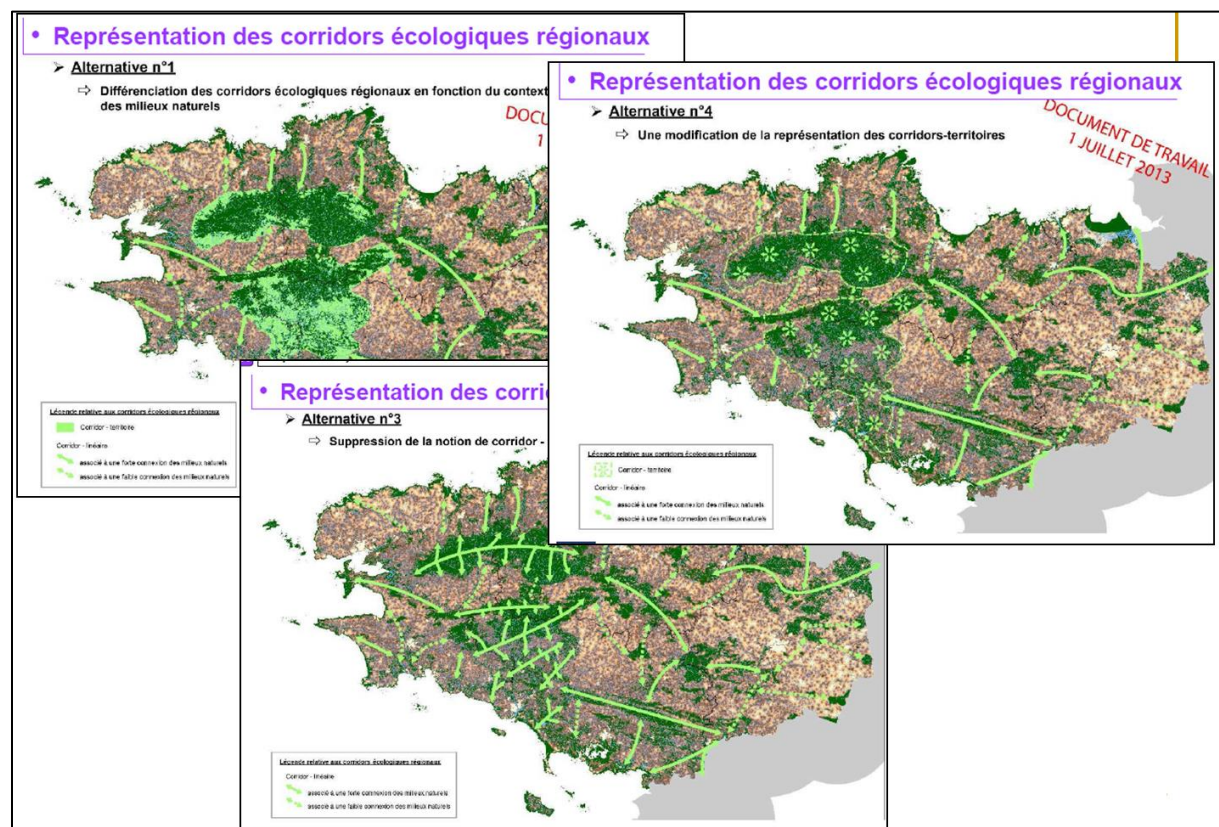 • Représentation des corridors écologiques régionaux
➤ Alternative n°1
⇨ Différenciation des corridors écologiques régionaux en fonction du context
des milieux naturels
DOCU
1
Légende relative aux corridors écologiques régionaux
Corridor - territoire
Corridor - linéaire
associé à une forte connexion des milieux naturels
associé à une faible connexion des milieux naturels
• Représentation des corridors écologiques régionaux
➤ Alternative n°4
⇨ Une modification de la représentation des corridors-territoires
DOCUMENT DE TRAVAIL
1 JUILLET 2013
Légende relative aux corridors écologiques régionaux
Corridor - territoire
Corridor - linéaire
associé à une forte connexion des milieux naturels
associé à une faible connexion des milieux naturels
• Représentation des corri
➤ Alternative n°3
⇨ Suppression de la notion de corridor -
Légende relative aux corridors écologiques régionaux
Corridor - linéaire
associé à une forte connexion des milieux naturels
associé à une faible connexion des milieux naturels